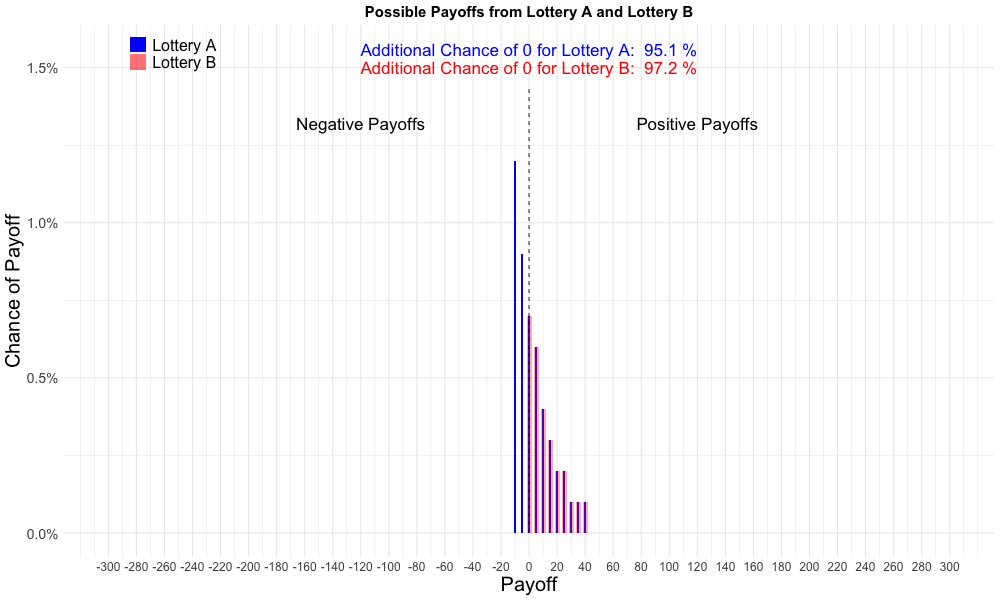 Possible Payoffs from Lottery A and Lottery B
Lottery A
Lottery B
Additional Chance of 0 for Lottery A: 95.1 %
Additional Chance of 0 for Lottery B: 97.2 %
Negative Payoffs
Positive Payoffs
Chance of Payoff
1.5%
1.0%
0.5%
0.0%
-300 -280 -260 -240 -220 -200 -180 -160 -140 -120 -100 -80 -60 -40 -20 0 20 40 60 80 100 120 140 160 180 200 220 240 260 280 300
Payoff